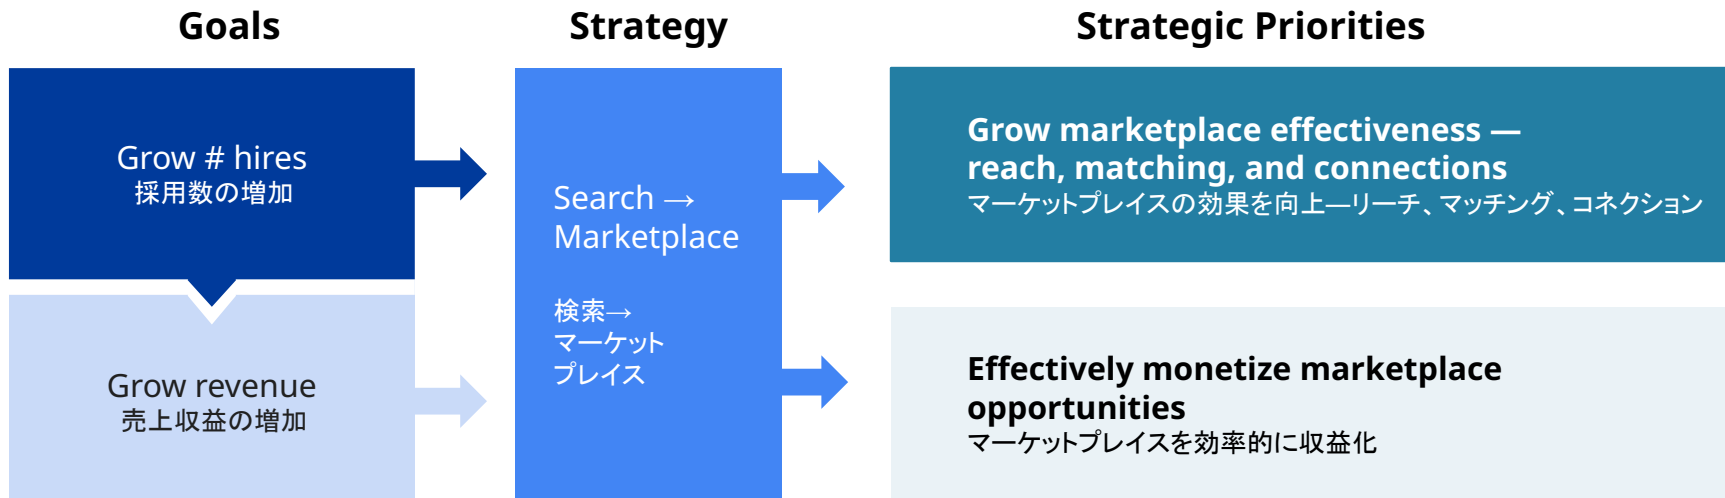 Goals
Strategy
Strategic Priorities
Grow # hires
採用数の増加
Grow revenue
売上収益の増加
Search →
Marketplace
検索→
マーケット
プレイス
Grow marketplace effectiveness —
reach, matching, and connections
マーケットプレイスの効果を向上—リーチ、マッチング、コネクション
Effectively monetize marketplace
opportunities
マーケットプレイスを効率的に収益化